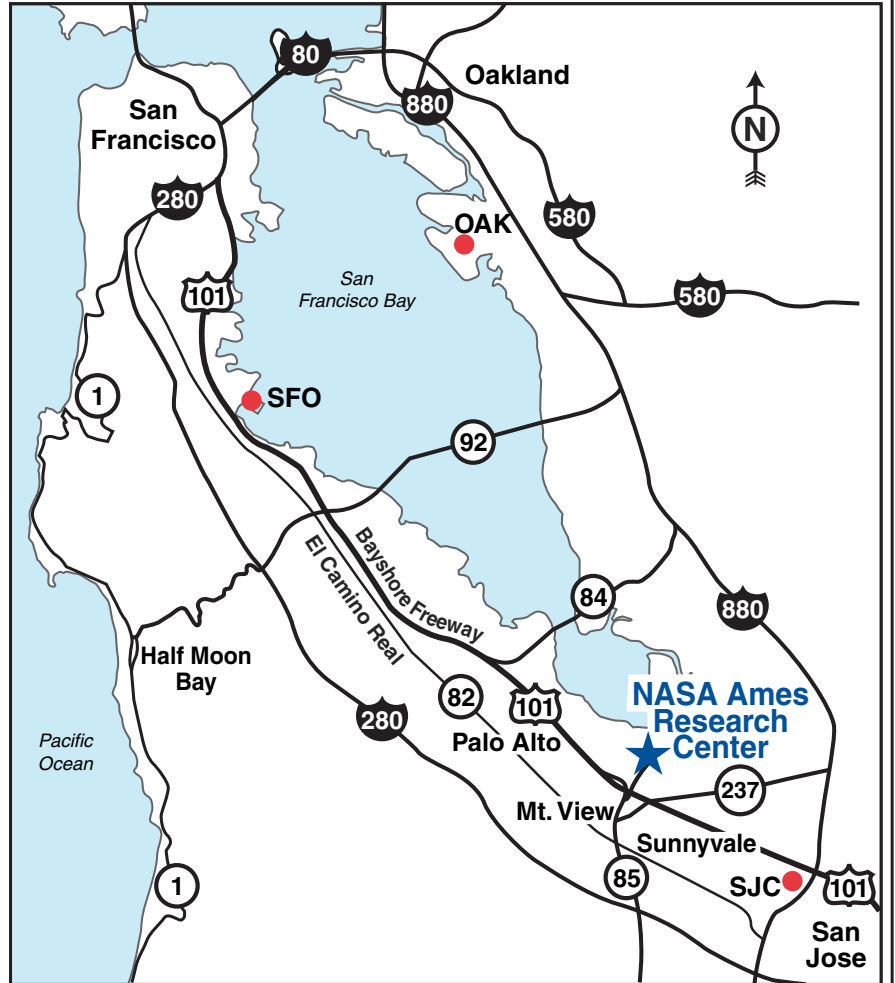 80
Oakland
880
San
Francisco
N
280
OAK
580
San
Francisco Bay
101
580
1
SFO
92
Bayshore Freeway
El Camino Real
84
880
Half Moon
Bay
NASA Ames
Research
Center
82
101
280
Palo Alto
Pacific
Ocean
237
Mt. View
Sunnyvale
85
SJC
101
1
San
Jose